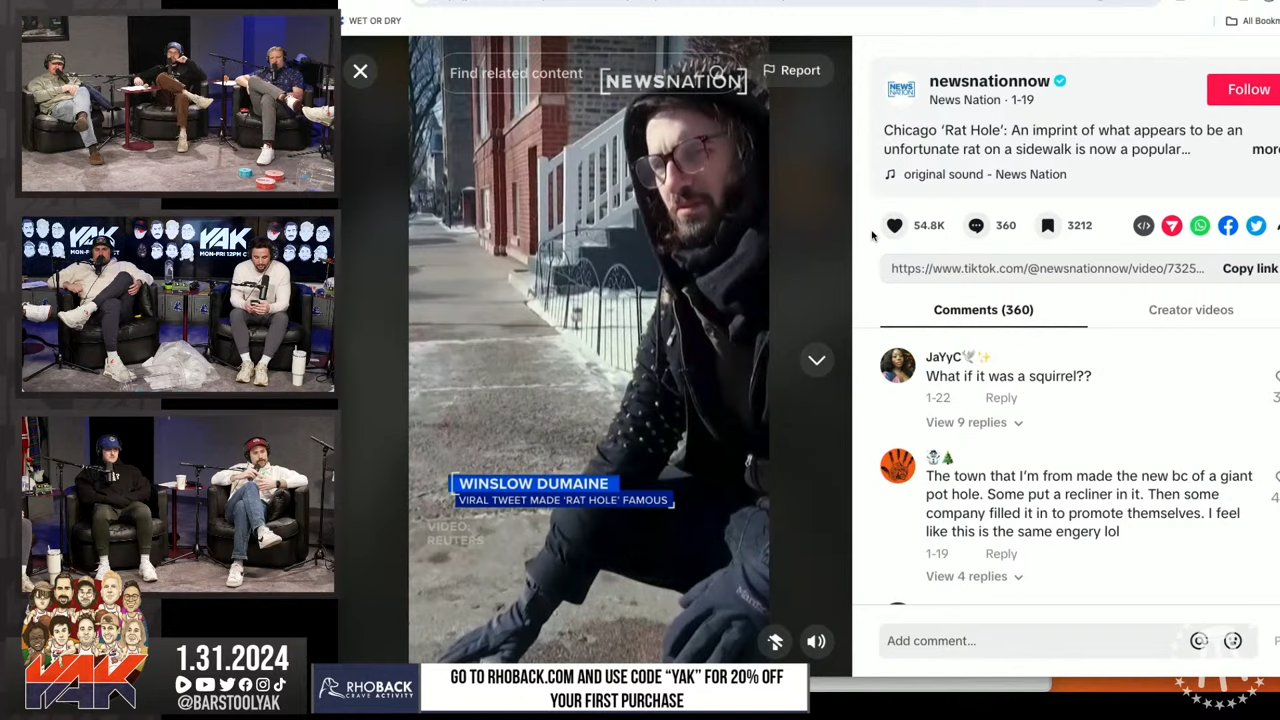 WET OR DRY
All Bookm
Find related content
NEWSNATION
Report
newsnationnow
News Nation · 1-19
Follow
Chicago ‘Rat Hole’: An imprint of what appears to be an
unfortunate rat on a sidewalk is now a popular...
more
original sound - News Nation
54.8K
360
3212
https://www.tiktok.com/@newsnationnow/video/7325...
Copy link
Comments (360)
Creator videos
JaYyC
What if it was a squirrel??
1-22
Reply
View 9 replies
The town that I'm from made the new bc of a giant
pot hole. Some put a recliner in it. Then some
company filled it in to promote themselves. I feel
like this is the same engery lol
1-19
Reply
View 4 replies
Add comment...
WINSLOW DUMAINE
VIRAL TWEET MADE ‘RAT HOLE’ FAMOUS
VIDEO:
REUTERS
YAK
YAK
MON-FRI 12PM C
YAK
1.31.2024
@BARSTOOLYAK
RHOBACK
CRAVE ACTIVITY
GO TO RHOBACK.COM AND USE CODE “YAK” FOR 20% OFF
YOUR FIRST PURCHASE